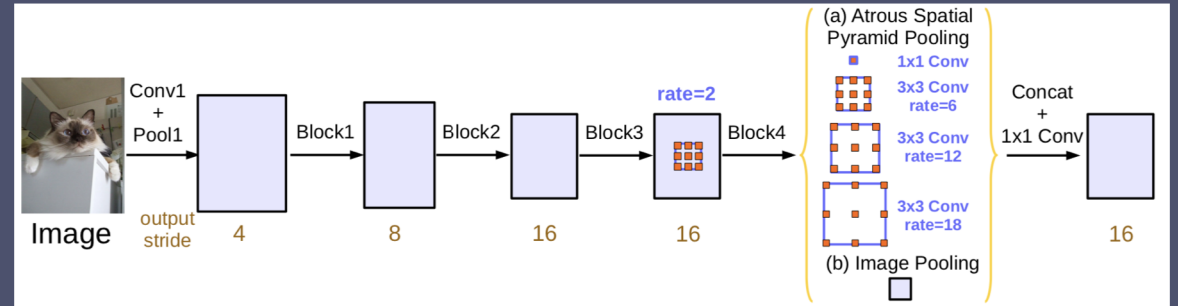 Image
Conv1
+
Pool1
output
stride
4
Block1
8
Block2
16
Block3
rate=2
16
Block4
(a) Atrous Spatial
Pyramid Pooling
1x1 Conv
3x3 Conv
rate=6
3x3 Conv
rate=12
3x3 Conv
rate=18
(b) Image Pooling
Concat
+
1x1 Conv
16